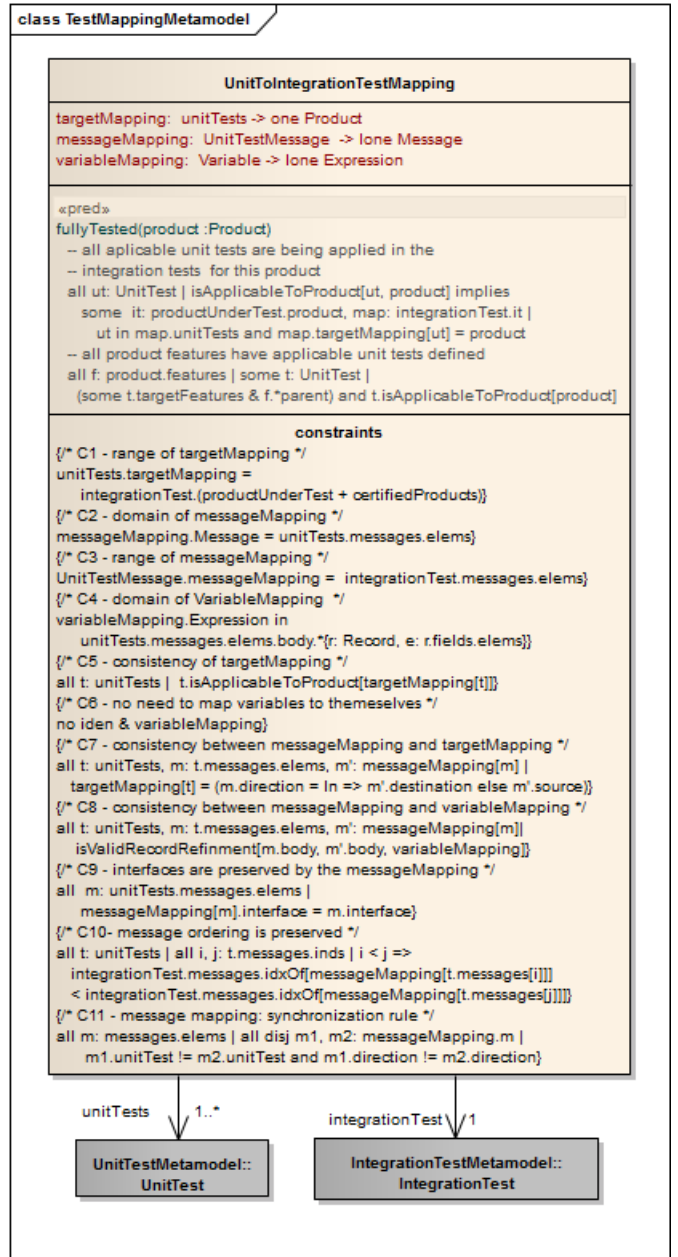 class TestMappingMetamodel
UnitToIntegrationTestMapping
targetMapping: unitTests -> one Product
messageMapping: UnitTestMessage -> lone Message
variableMapping: Variable -> lone Expression
«pred»
fullyTested(product :Product)
-- all aplicable unit tests are being applied in the
-- integration tests for this product
all ut: UnitTest | isApplicableToProduct[ut, product] implies
some it: productUnderTest.product, map: integrationTest.it |
ut in map.unitTests and map.targetMapping[ut] = product
-- all product features have applicable unit tests defined
all f: product.features | some t: UnitTest |
(some t.targetFeatures & f.*parent) and t.isApplicableToProduct[product]
constraints
{/* C1 - range of targetMapping */
unitTests.targetMapping =
integrationTest.(productUnderTest + certifiedProducts)}
{/* C2 - domain of messageMapping */
messageMapping.Message = unitTests.messages.elems}
{/* C3 - range of messageMapping */
UnitTestMessage.messageMapping = integrationTest.messages.elems}
{/* C4 - domain of VariableMapping */
variableMapping.Expression in
unitTests.messages.elems.body.*{r: Record, e: r.fields.elems}}
{/* C5 - consistency of targetMapping */
all t: unitTests | t.isApplicableToProduct[targetMapping[t]]}
{/* C6 - no need to map variables to themeselves */
no iden & variableMapping}
{/* C7 - consistency between messageMapping and targetMapping */
all t: unitTests, m: t.messages.elems, m': messageMapping[m] |
targetMapping[t] = (m.direction = In => m'.destination else m'.source)}
{/* C8 - consistency between messageMapping and variableMapping */
all t: unitTests, m: t.messages.elems, m': messageMapping[m]|
isValidRecordRefinment[m.body, m'.body, variableMapping]}
{/* C9 - interfaces are preserved by the messageMapping */
all m: unitTests.messages.elems |
messageMapping[m].interface = m.interface}
{/* C10- message ordering is preserved */
all t: unitTests | all i, j: t.messages.inds | i < j =>
integrationTest.messages.idxOf[messageMapping[t.messages[i]]]
< integrationTest.messages.idxOf[messageMapping[t.messages[j]]]}
{/* C11 - message mapping: synchronization rule */
all m: messages.elems | all disj m1, m2: messageMapping.m |
m1.unitTest != m2.unitTest and m1.direction != m2.direction}
unitTests 1..*
integrationTest 1
UnitTestMetamodel::
UnitTest
IntegrationTestMetamodel::
IntegrationTest